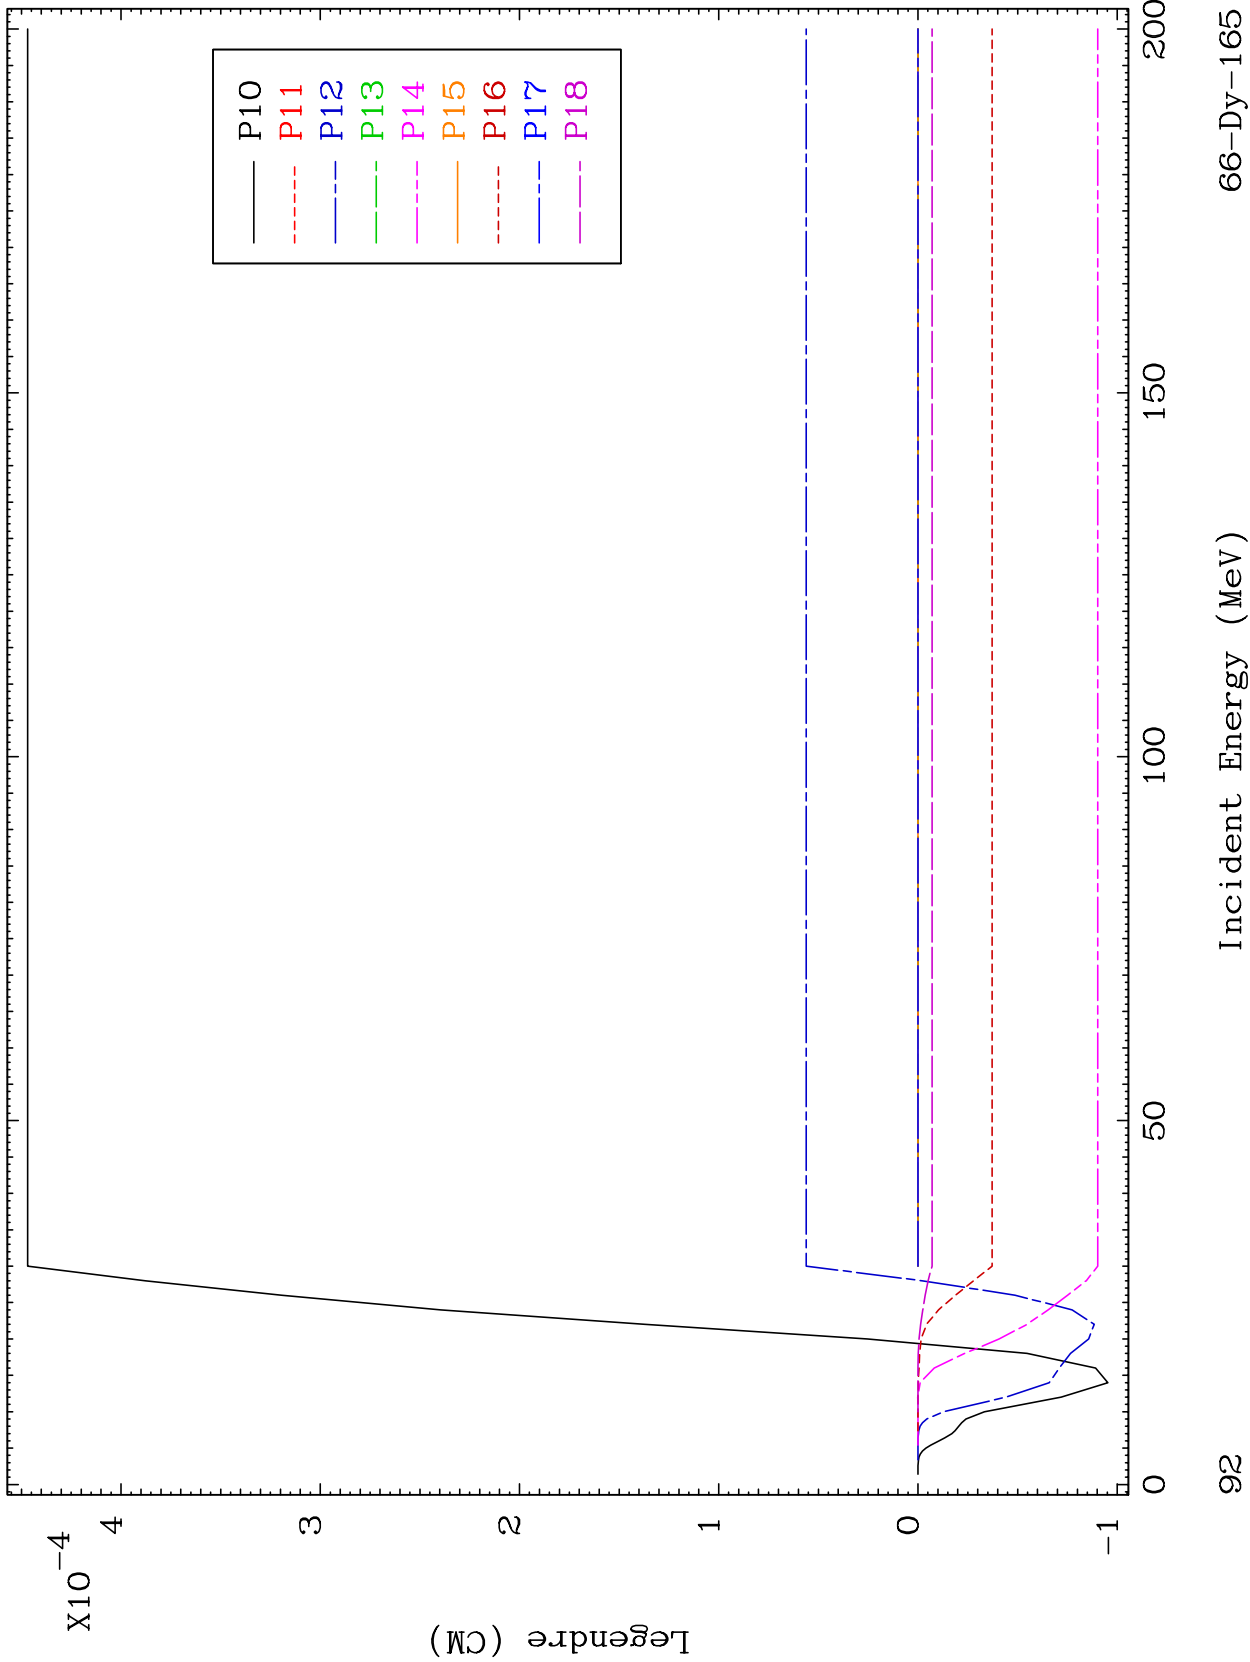 X10-4
4
3
2
1
0
-1
Legendre (CM)
P10
P11
P12
P13
P14
P15
P16
P17
P18
0
50
100
150
200
92
Incident Energy (MeV)
66-Dy-165